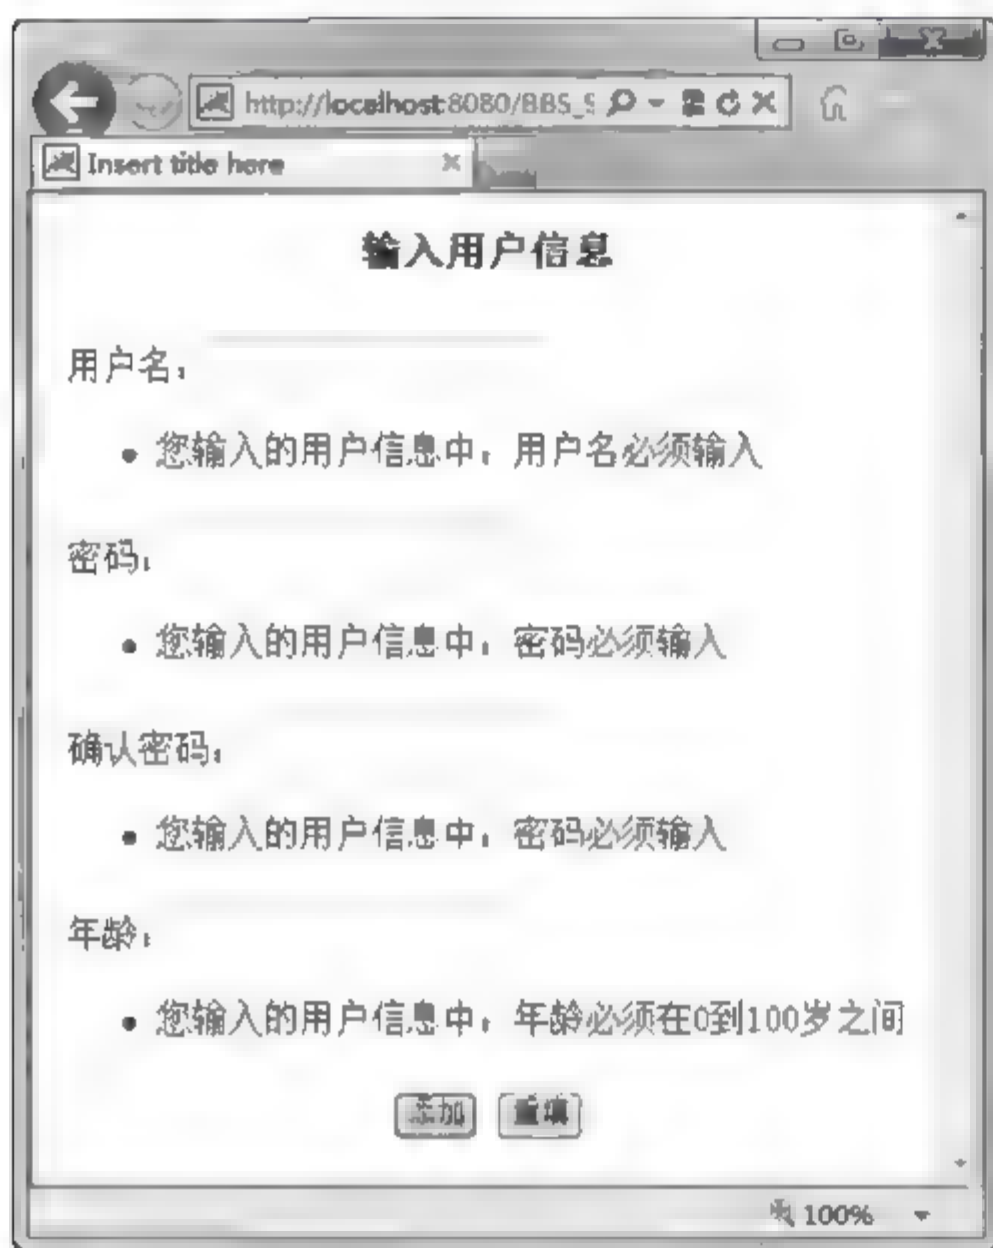 http://localhost:8080/BBS_S
Insert title here
输入用户信息
用户名：
• 您输入的用户信息中，用户名必须输入
密码：
• 您输入的用户信息中，密码必须输入
确认密码：
• 您输入的用户信息中，密码必须输入
年龄：
• 您输入的用户信息中，年龄必须在0到100岁之间
添加 重填
100%